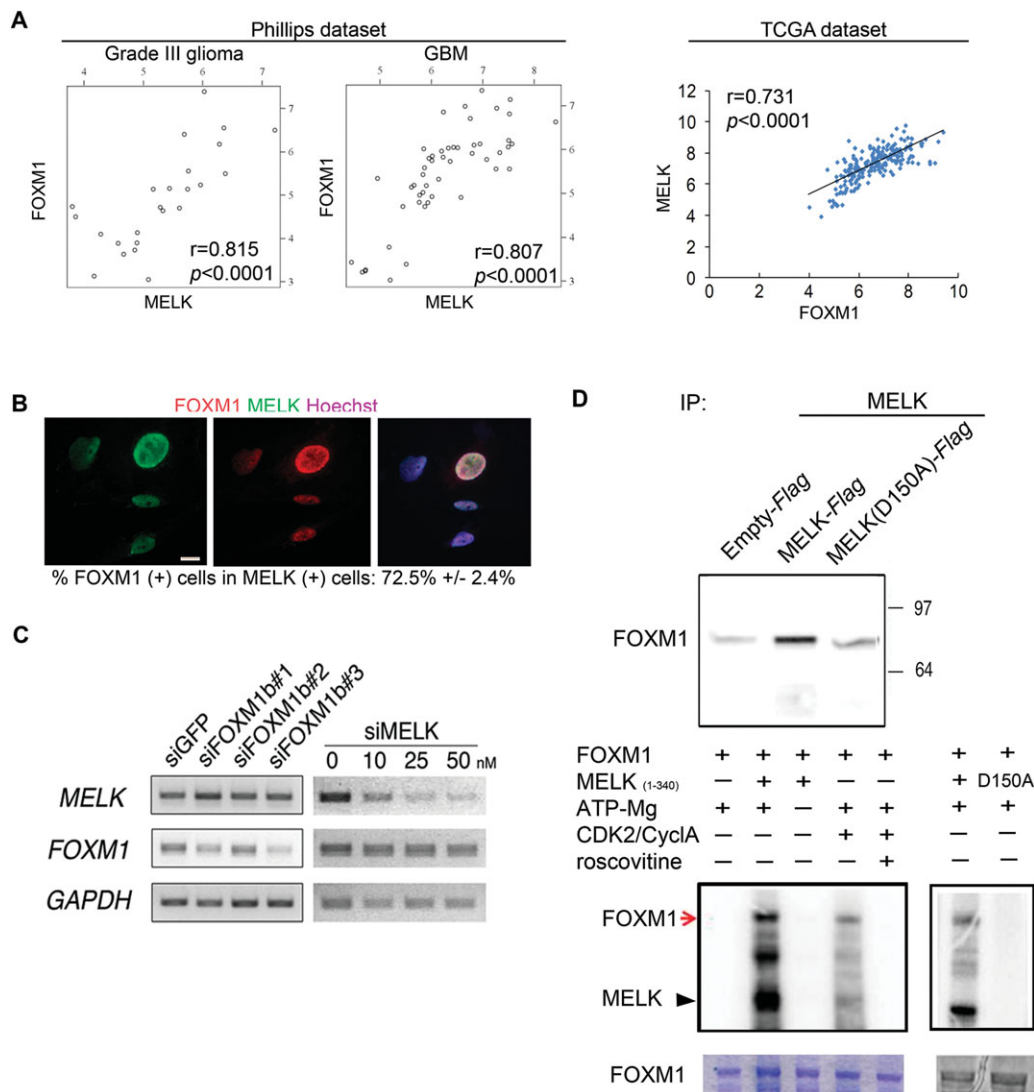 A
Phillips dataset
TCGA dataset
Grade III glioma
GBM
4 5 6 7
5 6 7 8
FOXM1
7
6
5
4
3
r=0.815
p<0.0001
MELK
FOXM1
7
6
5
4
3
r=0.807
p<0.0001
MELK
r=0.731
p<0.0001
MELK
12
10
8
6
4
2
0
0 2 4 6 8 10
FOXM1
B
FOXM1 MELK Hoechst
% FOXM1 (+) cells in MELK (+) cells: 72.5% +/- 2.4%
C
siGFP
siFOXM1b#1
siFOXM1b#2
siFOXM1b#3
siMELK
0 10 25 50 nM
MELK
FOXM1
GAPDH
D
IP:
MELK
Empty-Flag
MELK-Flag
MELK(D150A)-Flag
FOXM1
97
64
FOXM1 + + + + + + +
MELK (1-340) — + + — — + D150A
ATP-Mg + + — + + + +
CDK2/CyclA — — — + + — —
roscovitine — — — — + — —
FOXM1
MELK
FOXM1